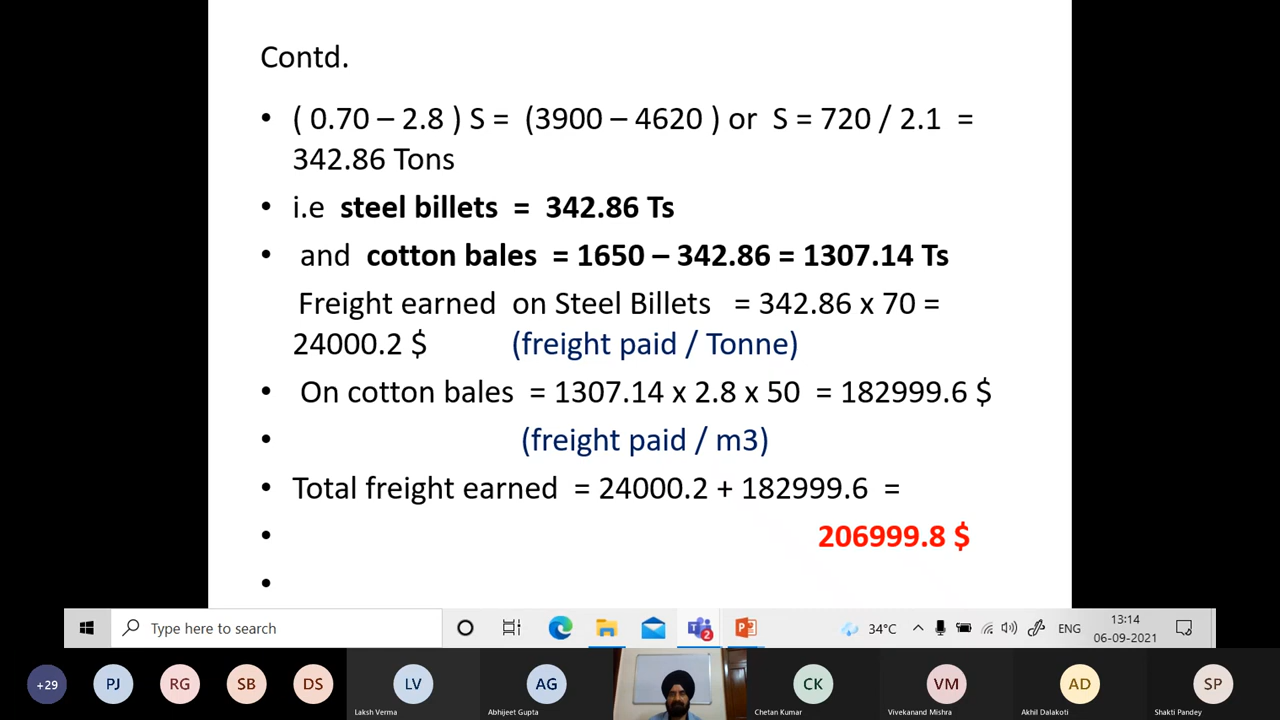 Contd.
• ( 0.70 – 2.8 ) S = (3900 – 4620 ) or S = 720 / 2.1 =
342.86 Tons
• i.e steel billets = 342.86 Ts
• and cotton bales = 1650 – 342.86 = 1307.14 Ts
Freight earned on Steel Billets = 342.86 x 70 =
24000.2 $ (freight paid / Tonne)
• On cotton bales = 1307.14 x 2.8 x 50 = 182999.6 $
• (freight paid / m3)
• Total freight earned = 24000.2 + 182999.6 =
• 206999.8 $
•
Type here to search 2 34°C ENG 13:14
06-09-2021
+29 PJ RG SB DS LV AG CK VM AD SP
Laksh Verma Abhijeet Gupta Chetan Kumar Vivekanand Mishra Akhil Dalakoti Shakti Pandey